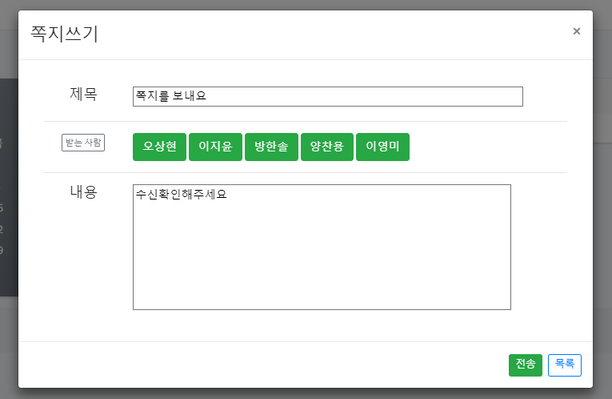 쪽지쓰기 ×
제목 쪽지를 보내요
받는 사람 오상현 이지윤 방한솔 양찬용 이영미
내용 수신확인해주세요
전송 목록